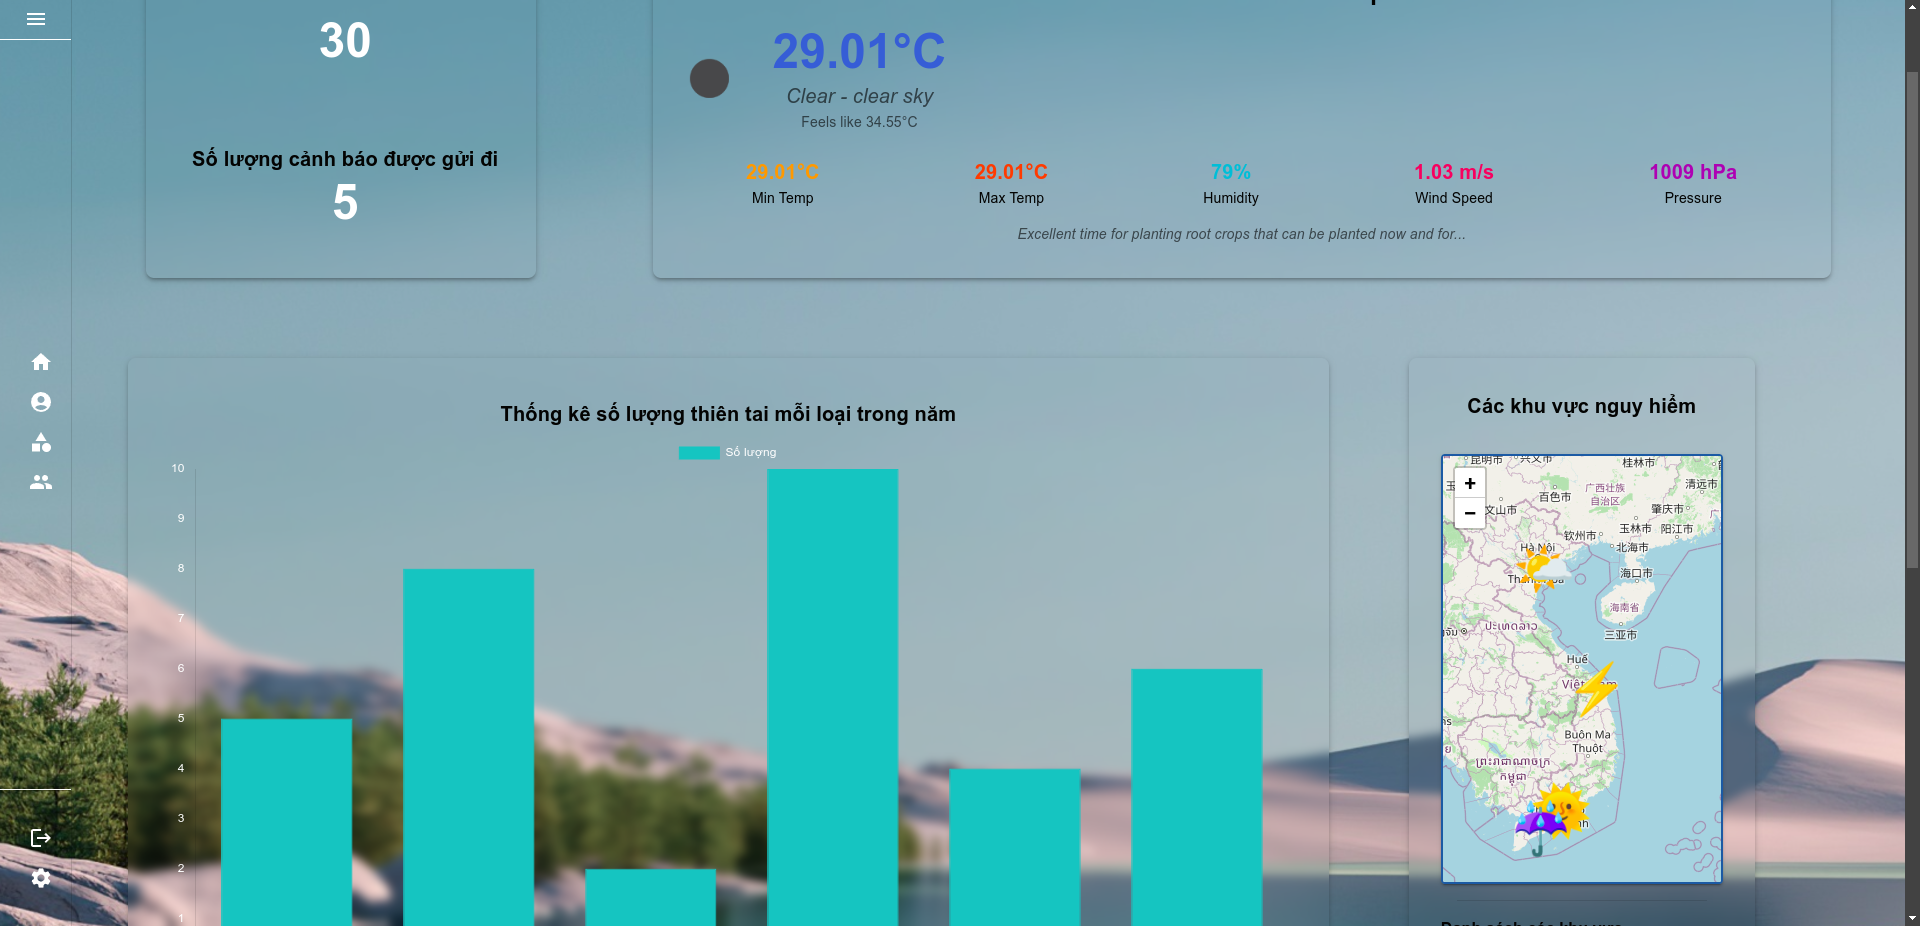 30
Số lượng cảnh báo được gửi đi
5
29.01°C
Clear - clear sky
Feels like 34.55°C
29.01°C
Min Temp
29.01°C
Max Temp
79%
Humidity
1.03 m/s
Wind Speed
1009 hPa
Pressure
Excellent time for planting root crops that can be planted now and for...
Thống kê số lượng thiên tai mỗi loại trong năm
Số lượng
10
9
8
7
6
5
4
3
2
1
Các khu vực nguy hiểm
+
−
昆明市
兴义市
桂林市
清远市
百色市
广西壮族
自治区
文山市
肇庆市
玉林市
阳江市
钦州市
北海市
Hà Nội
海口市
海南省
ປະເທດລາວ
三亚市
Huế
Buôn Ma
Thuột
ព្រះរាជាណាចក្រ
កម្ពុជា
Danh sách các khu vực